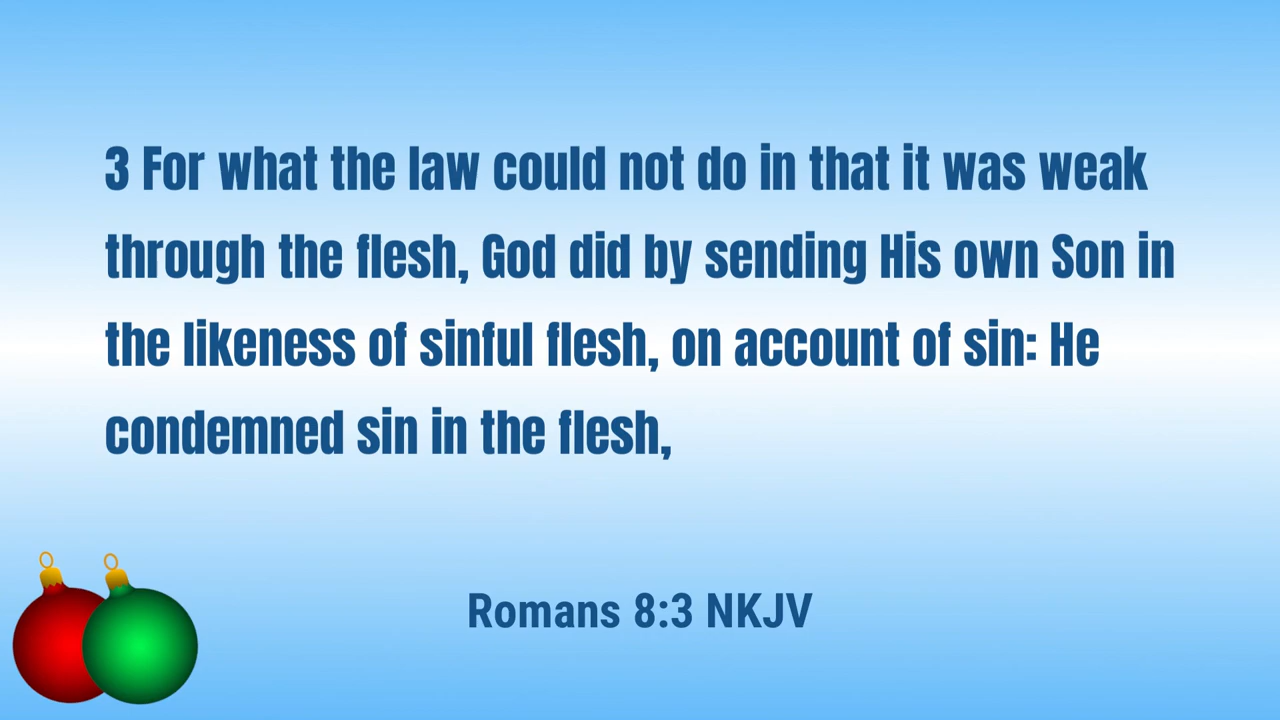 3 For what the law could not do in that it was weak
through the flesh, God did by sending His own Son in
the likeness of sinful flesh, on account of sin: He
condemned sin in the flesh,
Romans 8:3 NKJV